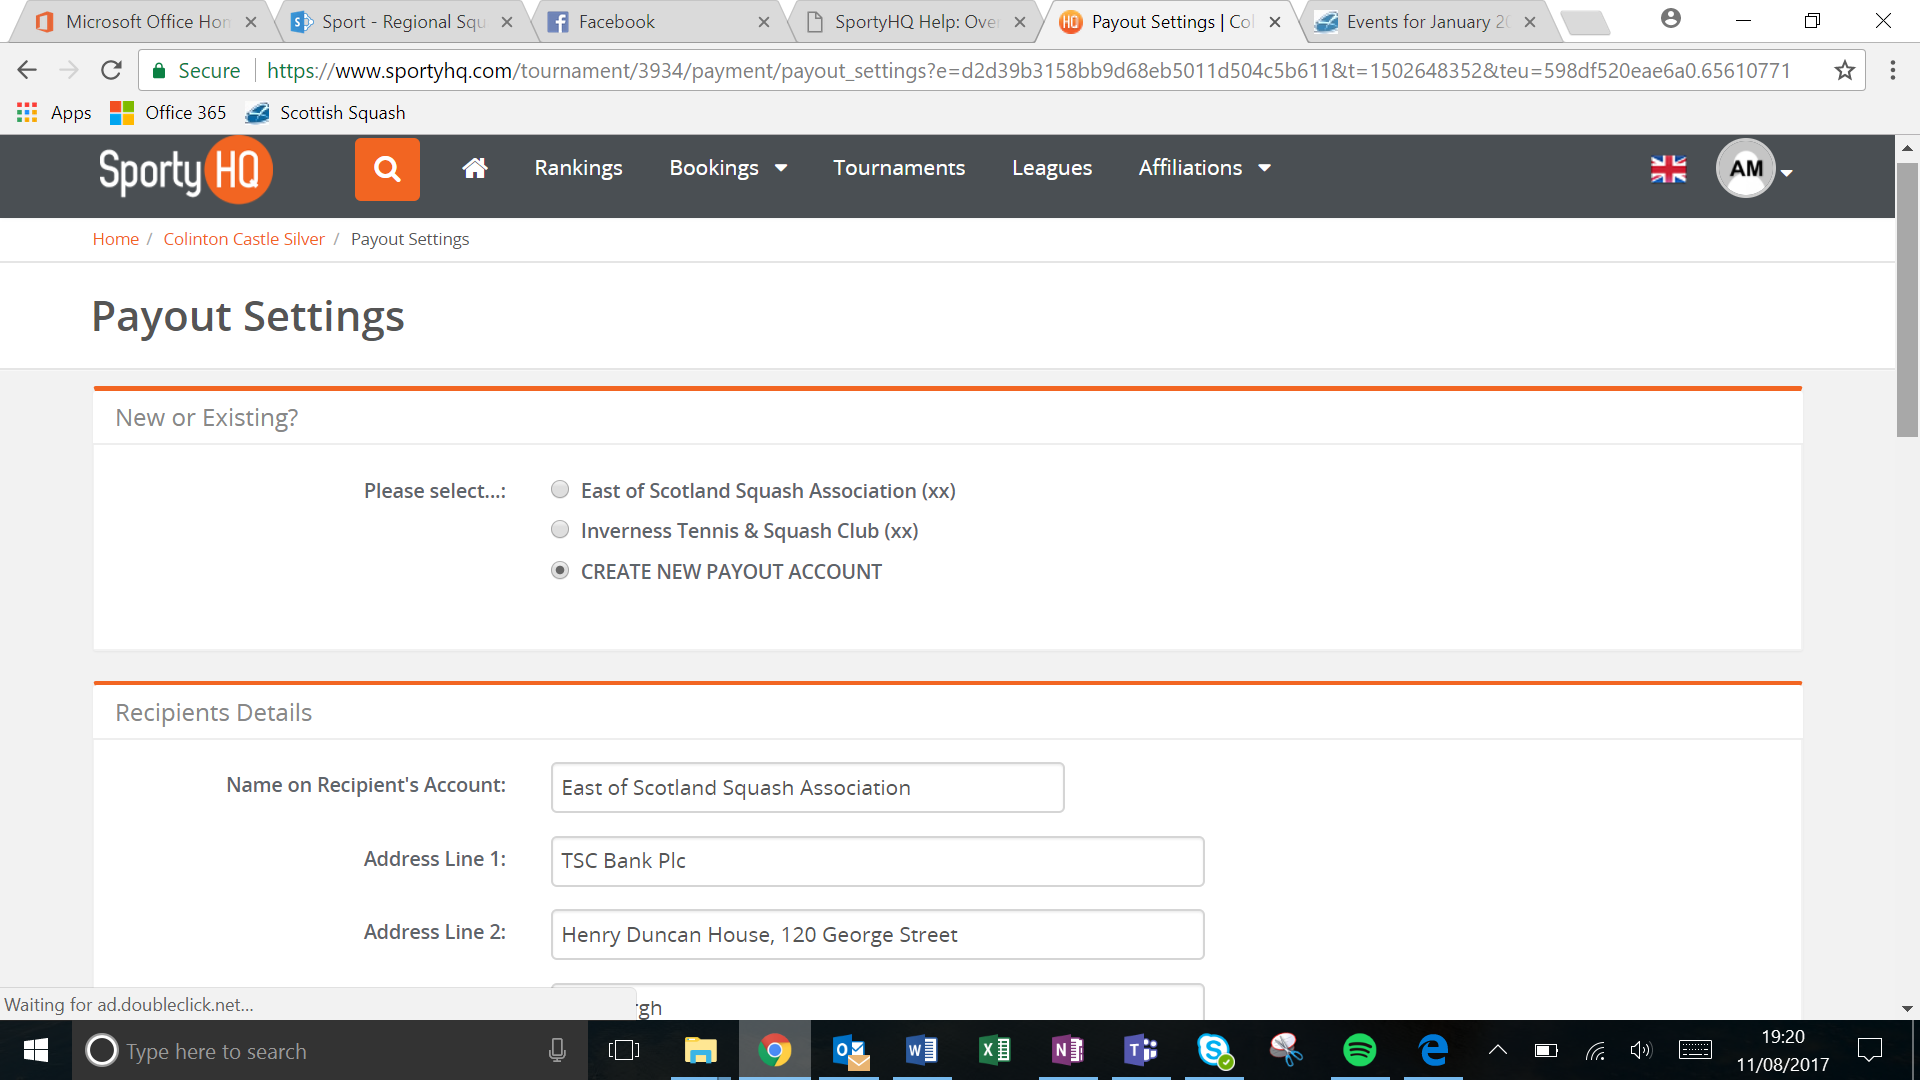 Microsoft Office Hon
Sport - Regional Squ
Facebook
SportyHQ Help: Over
HQ Payout Settings | Col
Events for January 20
Secure https://www.sportyhq.com/tournament/3934/payment/payout_settings?e=d2d39b3158bb9d68eb5011d504c5b611&t=1502648352&teu=598df520eae6a0.65610771
Apps Office 365 Scottish Squash
Sporty HQ Rankings Bookings Tournaments Leagues Affiliations AM
Home / Colinton Castle Silver / Payout Settings
Payout Settings
New or Existing?
Please select...: East of Scotland Squash Association (xx)
Inverness Tennis & Squash Club (xx)
CREATE NEW PAYOUT ACCOUNT
Recipients Details
Name on Recipient's Account: East of Scotland Squash Association
Address Line 1: TSC Bank Plc
Address Line 2: Henry Duncan House, 120 George Street
rgh
Waiting for ad.doubleclick.net...
Type here to search
19:20
11/08/2017